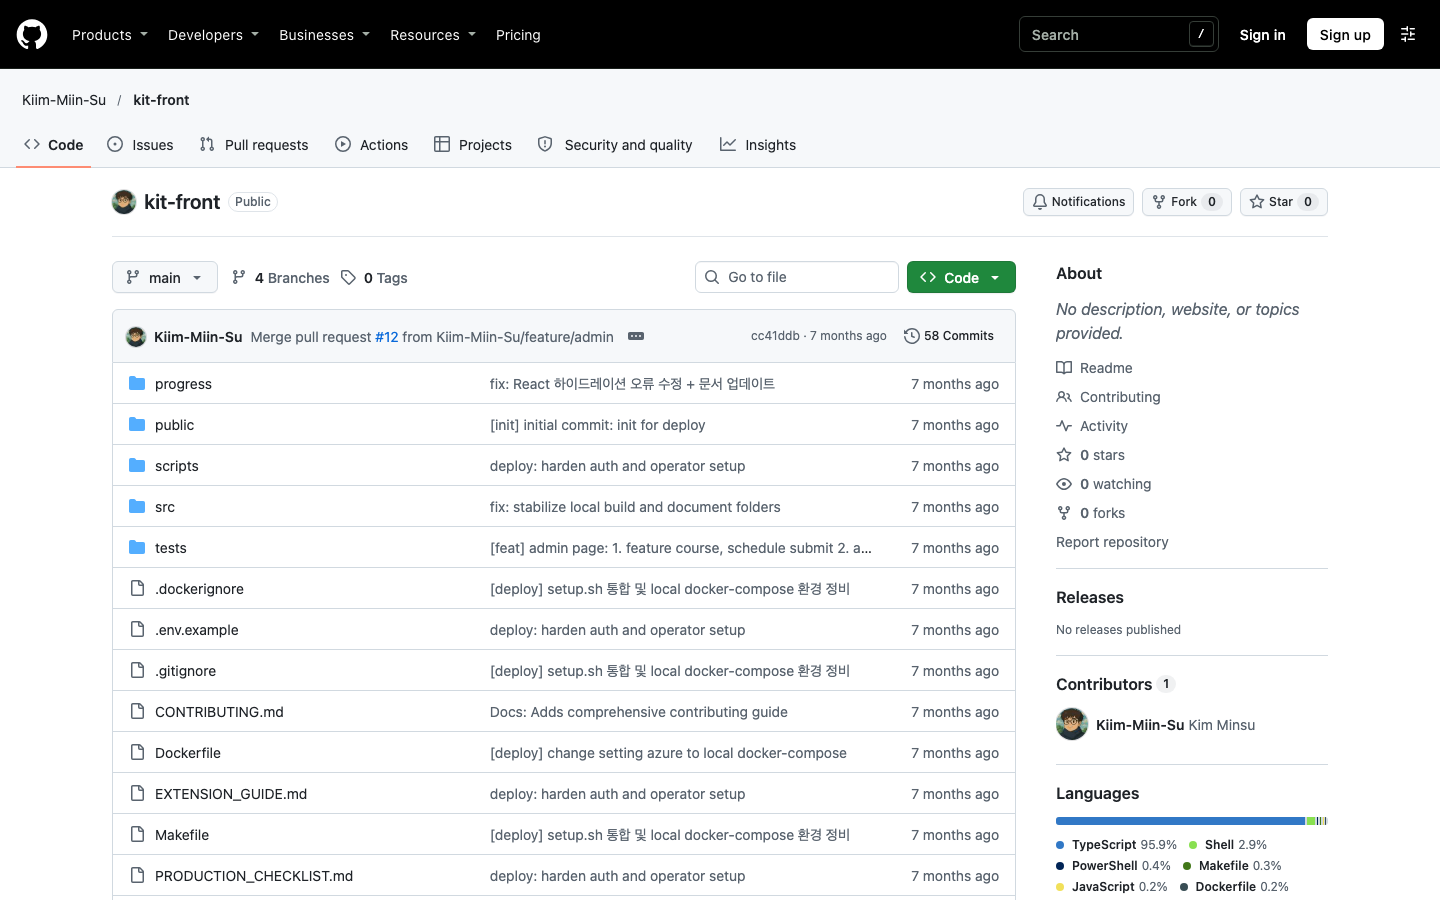 Products Developers Businesses Resources Pricing Search / Sign in Sign up
Kiim-Miin-Su / kit-front
Code Issues Pull requests Actions Projects Security and quality Insights
kit-front Public Notifications Fork 0 Star 0
main 4 Branches 0 Tags Go to file Code
Kiim-Miin-Su Merge pull request #12 from Kiim-Miin-Su/feature/admin cc41ddb · 7 months ago 58 Commits
progress fix: React 하이드레이션 오류 수정 + 문서 업데이트 7 months ago
public [init] initial commit: init for deploy 7 months ago
scripts deploy: harden auth and operator setup 7 months ago
src fix: stabilize local build and document folders 7 months ago
tests [feat] admin page: 1. feature course, schedule submit 2. a... 7 months ago
.dockerignore [deploy] setup.sh 통합 및 local docker-compose 환경 정비 7 months ago
.env.example deploy: harden auth and operator setup 7 months ago
.gitignore [deploy] setup.sh 통합 및 local docker-compose 환경 정비 7 months ago
CONTRIBUTING.md Docs: Adds comprehensive contributing guide 7 months ago
Dockerfile [deploy] change setting azure to local docker-compose 7 months ago
EXTENSION_GUIDE.md deploy: harden auth and operator setup 7 months ago
Makefile [deploy] setup.sh 통합 및 local docker-compose 환경 정비 7 months ago
PRODUCTION_CHECKLIST.md deploy: harden auth and operator setup 7 months ago
About
No description, website, or topics
provided.
Readme
Contributing
Activity
0 stars
0 watching
0 forks
Report repository
Releases
No releases published
Contributors 1
Kiim-Miin-Su Kim Minsu
Languages
TypeScript 95.9% Shell 2.9%
PowerShell 0.4% Makefile 0.3%
JavaScript 0.2% Dockerfile 0.2%